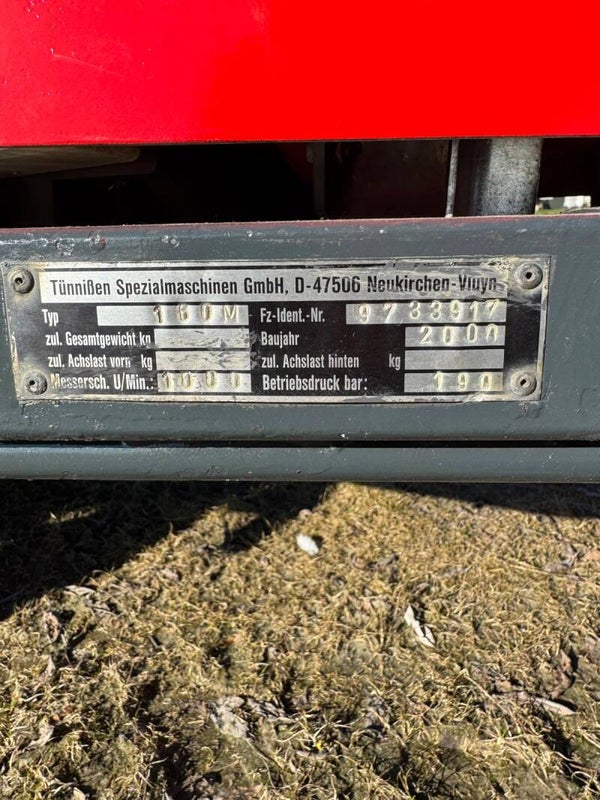 Tünnißen Spezialmaschinen GmbH, D-47506 Neukirchen-Vluyn
Typ 160M Fz-Ident.-Nr. 9733917
zul. Gesamtgewicht kg Baujahr 2000
zul. Achslast vorn kg zul. Achslast hinten kg
Messersch. U/Min.: 1000 Betriebsdruck bar: 190